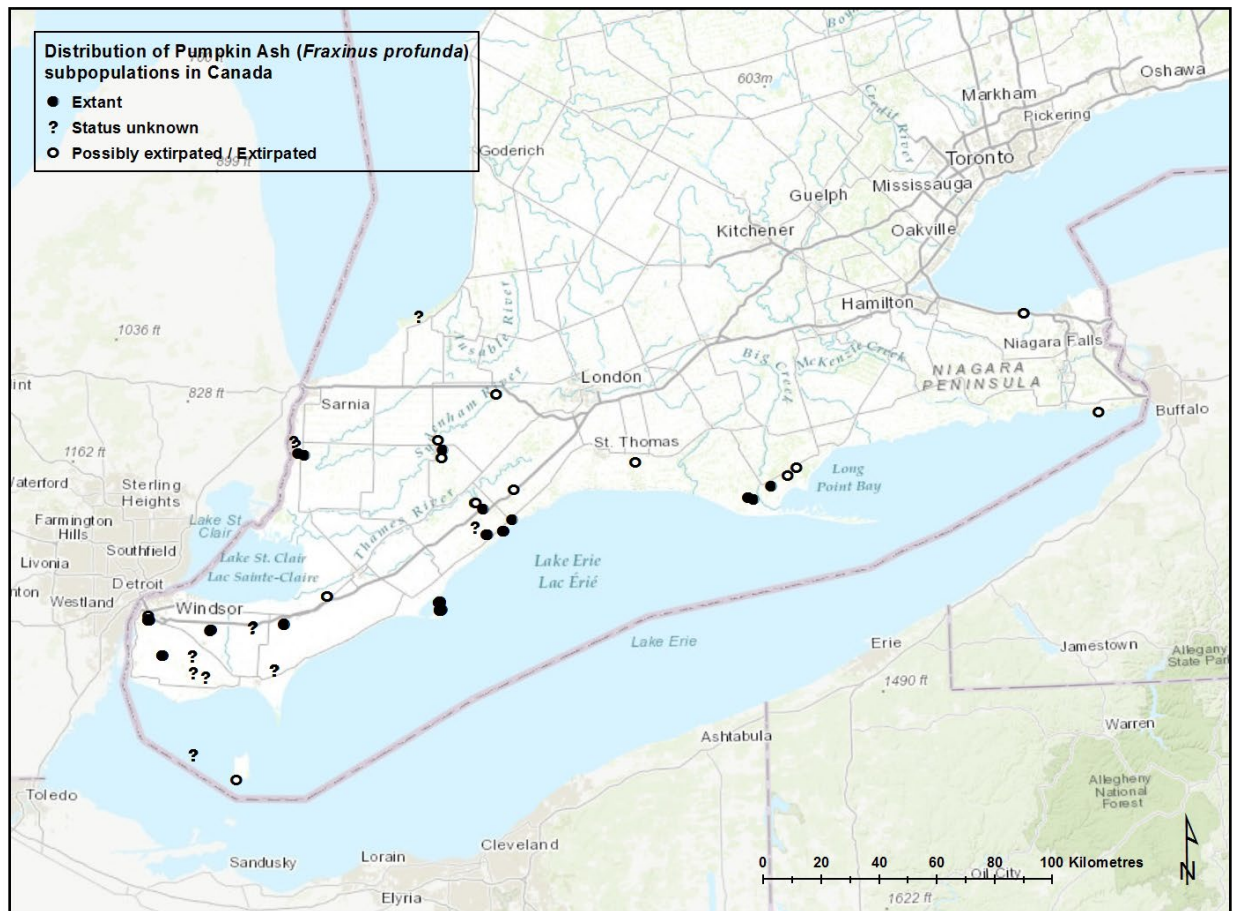 Distribution of Pumpkin Ash (Fraxinus profunda)
subpopulations in Canada
Extant
? Status unknown
Possibly extirpated / Extirpated
603m
Oshawa
Markham
Pickering
Credit River
Toronto
Goderich
899 ft
Guelph
Mississauga
Kitchener
Oakville
Hamilton
1036 ft
Ausable River
Niagara Falls
Big Creek
McKenzie Creek
London
NIAGARA
PENINSULA
828 ft
Sarnia
Sydenham River
Buffalo
St. Thomas
1162 ft
Sterling
Heights
Long
Point Bay
Thames River
Farmington
Hills
Lake St.
Clair
Southfield
Livonia
Lake St. Clair
Lac Sainte-Claire
Lake Erie
Lac Érié
Detroit
Westland
Windsor
Lake Erie
Erie
Jamestown
Allegany
State Par
1490 ft
Warren
Ashtabula
Allegheny
National
Forest
Toledo
Cleveland
Sandusky
Lorain
Elyria
0 20 40 60 80 100 Kilometres
Oil City
N
1622 ft